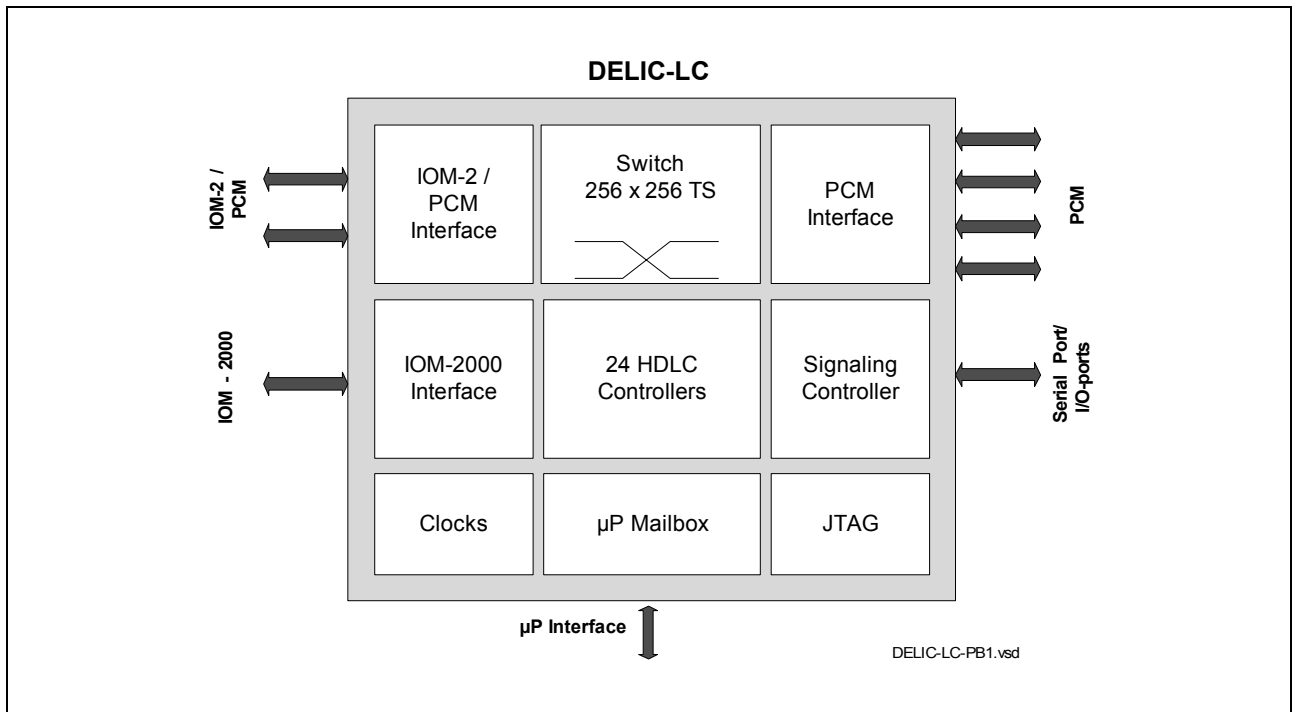 DELIC-LC
IOM-2 /
PCM
IOM-2 /
PCM
Interface
Switch
256 x 256 TS
PCM
Interface
PCM
IOM - 2000
IOM-2000
Interface
24 HDLC
Controllers
Signaling
Controller
Serial Port/
I/O-ports
Clocks
µP Mailbox
JTAG
µP Interface
DELIC-LC-PB1.vsd